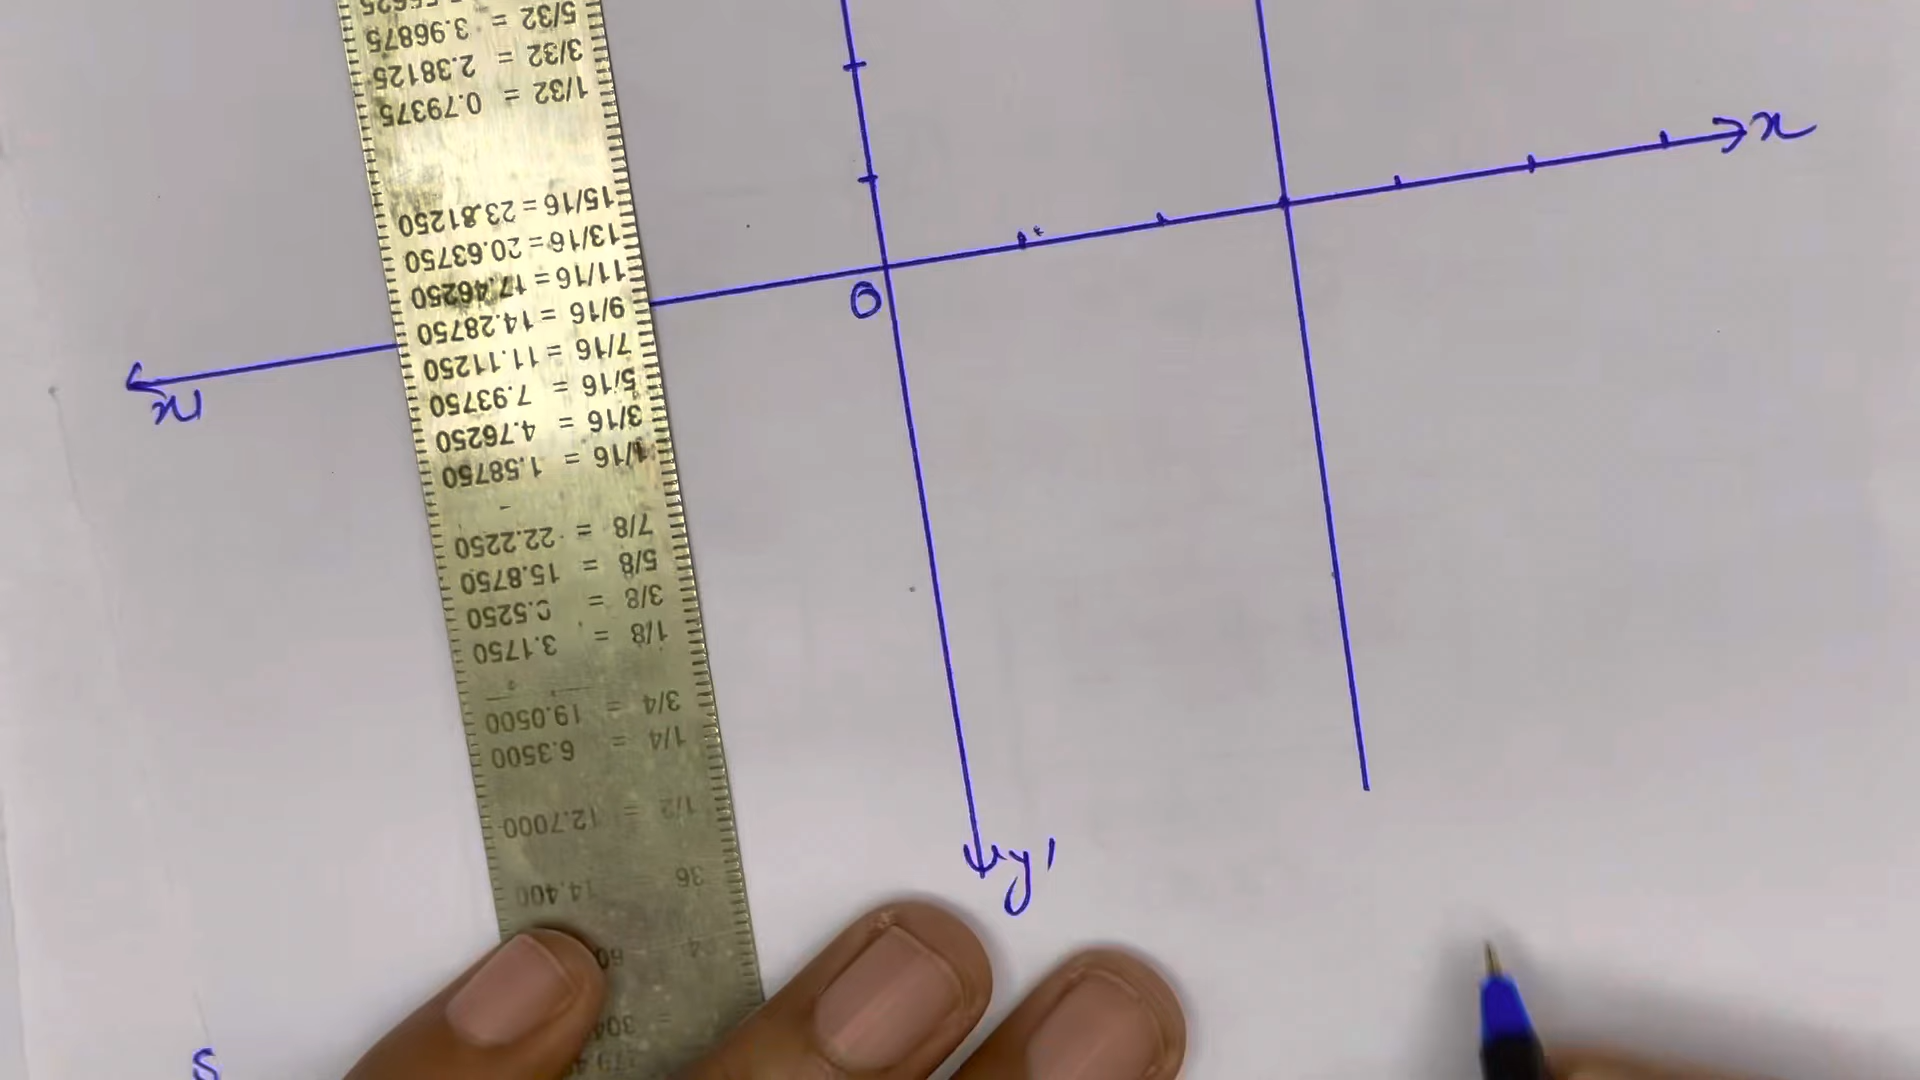 5/32 = 3.96875
3/32 = 2.38125
1/32 = 0.79375
15/16 = 23.81250
13/16 = 20.63750
11/16 = 17.46250
9/16 = 14.28750
7/16 = 11.11250
5/16 = 7.93750
3/16 = 4.76250
1/16 = 1.58750
7/8 = 22.2250
5/8 = 15.8750
3/8 = 9.5250
1/8 = 3.1750
3/4 = 19.0500
1/4 = 6.3500
1/2 = 12.7000
36 14.400
x
O
x'
y'
S